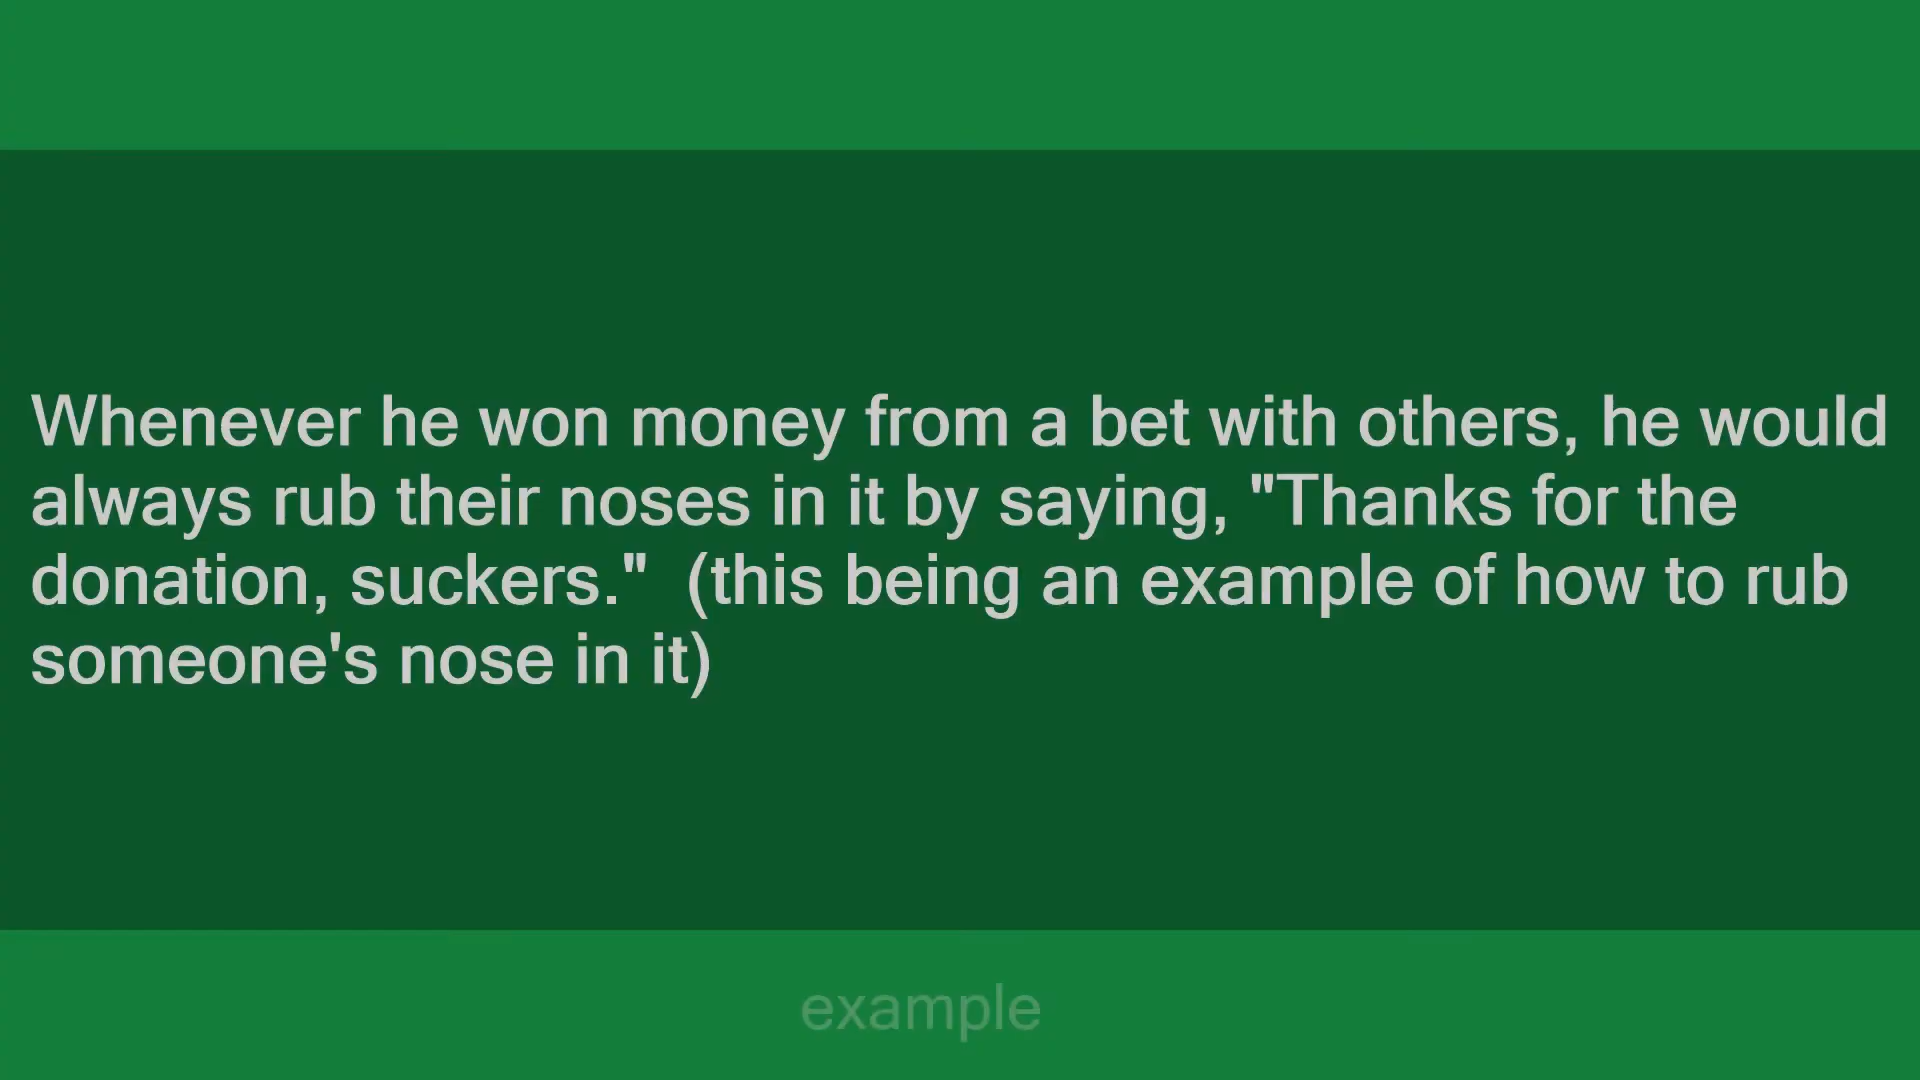 Whenever he won money from a bet with others, he would
always rub their noses in it by saying, "Thanks for the
donation, suckers."  (this being an example of how to rub
someone's nose in it)
example